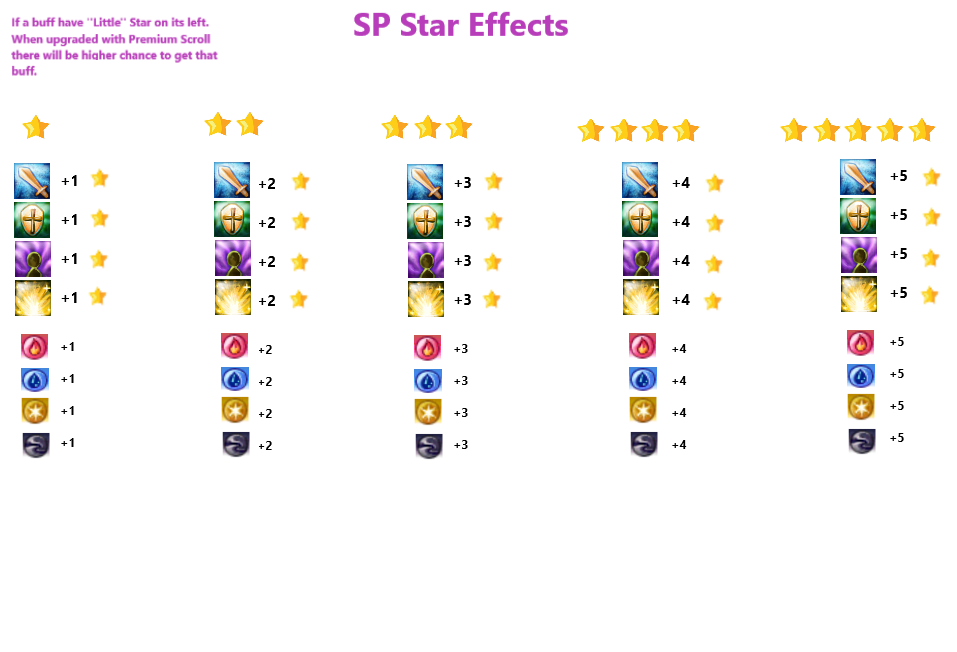 SP Star Effects
If a buff have ''Little'' Star on its left.
When upgraded with Premium Scroll
there will be higher chance to get that
buff.
+1 +2 +3 +4 +5
+1 +2 +3 +4 +5
+1 +2 +3 +4 +5
+1 +2 +3 +4 +5
+1 +2 +3 +4 +5
+1 +2 +3 +4 +5
+1 +2 +3 +4 +5
+1 +2 +3 +4 +5